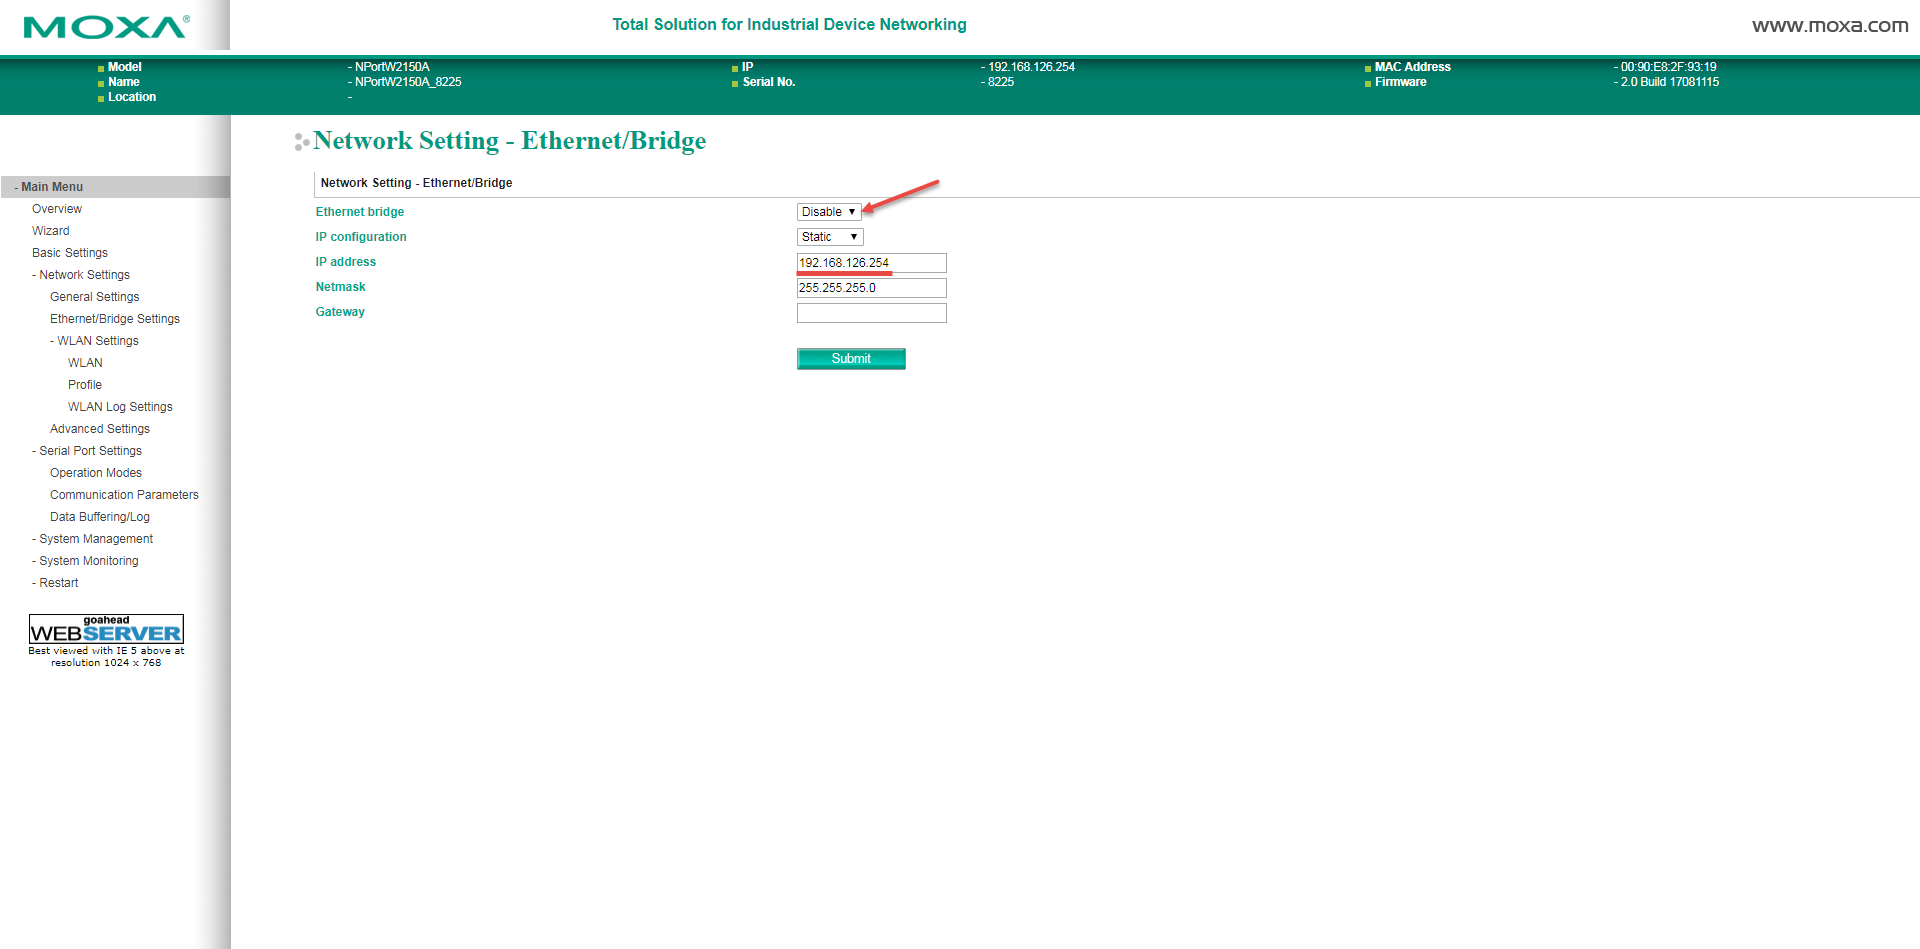 MOXA®
Total Solution for Industrial Device Networking
www.moxa.com
Model - NPortW2150A IP - 192.168.126.254 MAC Address - 00:90:E8:2F:93:19
Name - NPortW2150A_8225 Serial No. - 8225 Firmware - 2.0 Build 17081115
Location -
- Main Menu
Overview
Wizard
Basic Settings
- Network Settings
General Settings
Ethernet/Bridge Settings
- WLAN Settings
WLAN
Profile
WLAN Log Settings
Advanced Settings
- Serial Port Settings
Operation Modes
Communication Parameters
Data Buffering/Log
- System Management
- System Monitoring
- Restart
goahead
WEBSERVER
Best viewed with IE 5 above at
resolution 1024 x 768
Network Setting - Ethernet/Bridge
Network Setting - Ethernet/Bridge
Ethernet bridge Disable
IP configuration Static
IP address 192.168.126.254
Netmask 255.255.255.0
Gateway
Submit